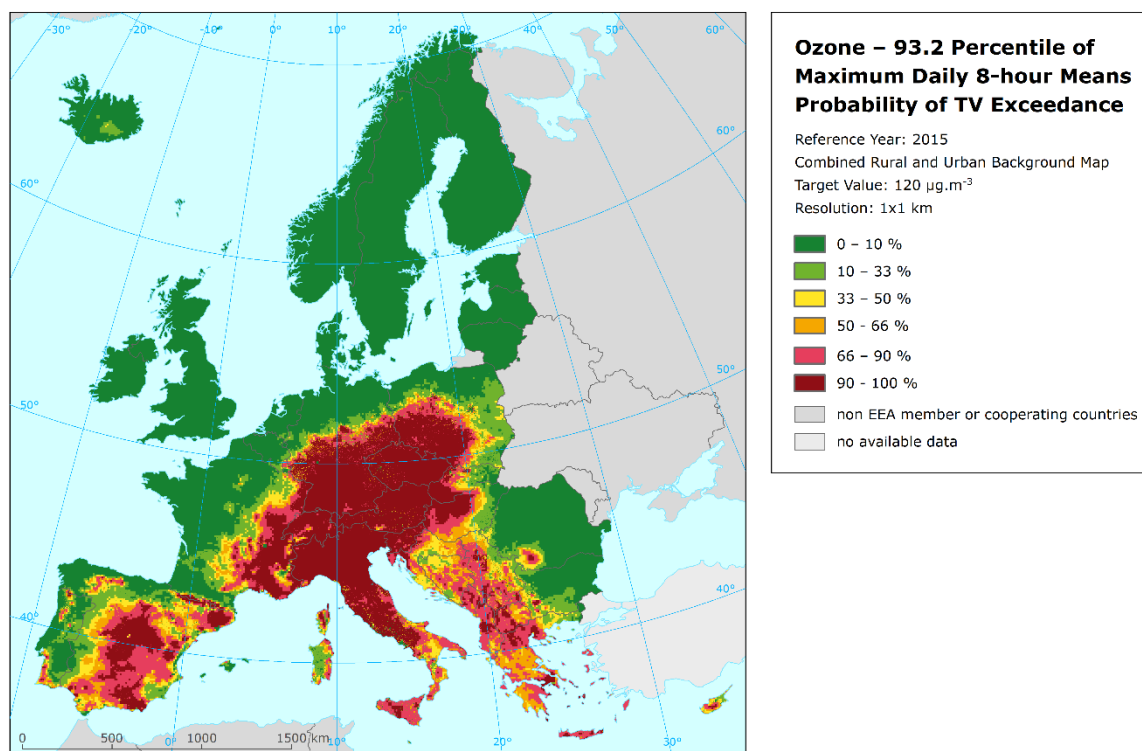 -30° -20° -10° 0° 10° 20° 30° 40° 50° 60°
60°
60°
50°
50°
40°
40°
0 500 1000 1500 km
0° 10° 20° 30°
Ozone – 93.2 Percentile of
Maximum Daily 8-hour Means
Probability of TV Exceedance
Reference Year: 2015
Combined Rural and Urban Background Map
Target Value: 120 µg.m-3
Resolution: 1x1 km
0 – 10 %
10 – 33 %
33 – 50 %
50 - 66 %
66 – 90 %
90 - 100 %
non EEA member or cooperating countries
no available data